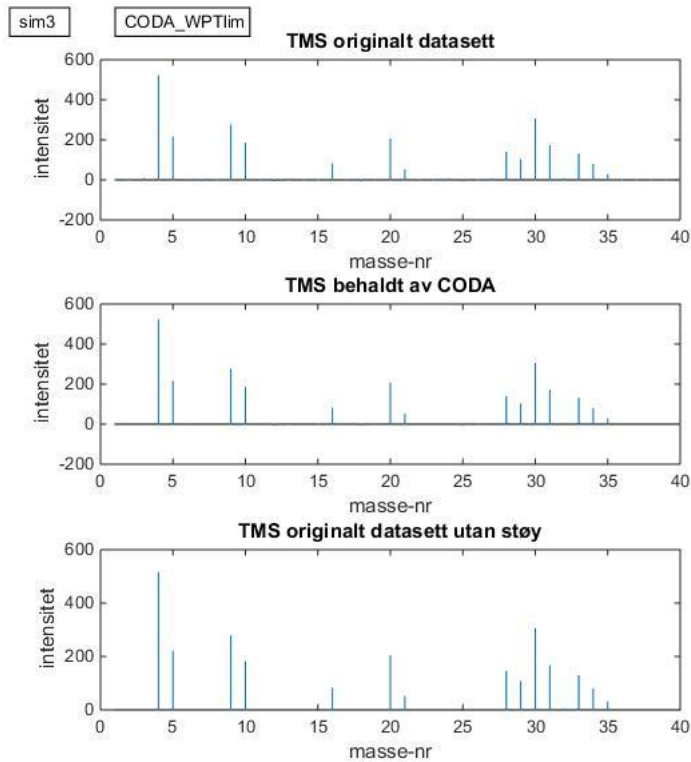 sim3 CODA_WPTlim
TMS originalt datasett
600
400
200
0
-200
intensitet
0 5 10 15 20 25 30 35 40
masse-nr
TMS behaldt av CODA
600
400
200
0
-200
intensitet
0 5 10 15 20 25 30 35 40
masse-nr
TMS originalt datasett utan støy
600
400
200
0
intensitet
0 5 10 15 20 25 30 35 40
masse-nr